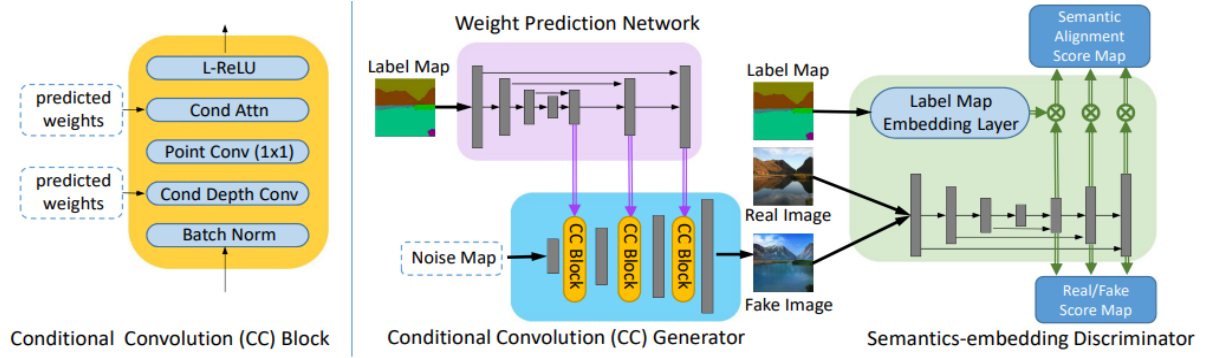 L-ReLU
predicted
weights
Cond Attn
Point Conv (1x1)
predicted
weights
Cond Depth Conv
Batch Norm
Conditional Convolution (CC) Block
Weight Prediction Network
Label Map
Noise Map
CC Block
CC Block
CC Block
Conditional Convolution (CC) Generator
Label Map
Real Image
Fake Image
Semantic
Alignment
Score Map
Label Map
Embedding Layer
Real/Fake
Score Map
Semantics-embedding Discriminator